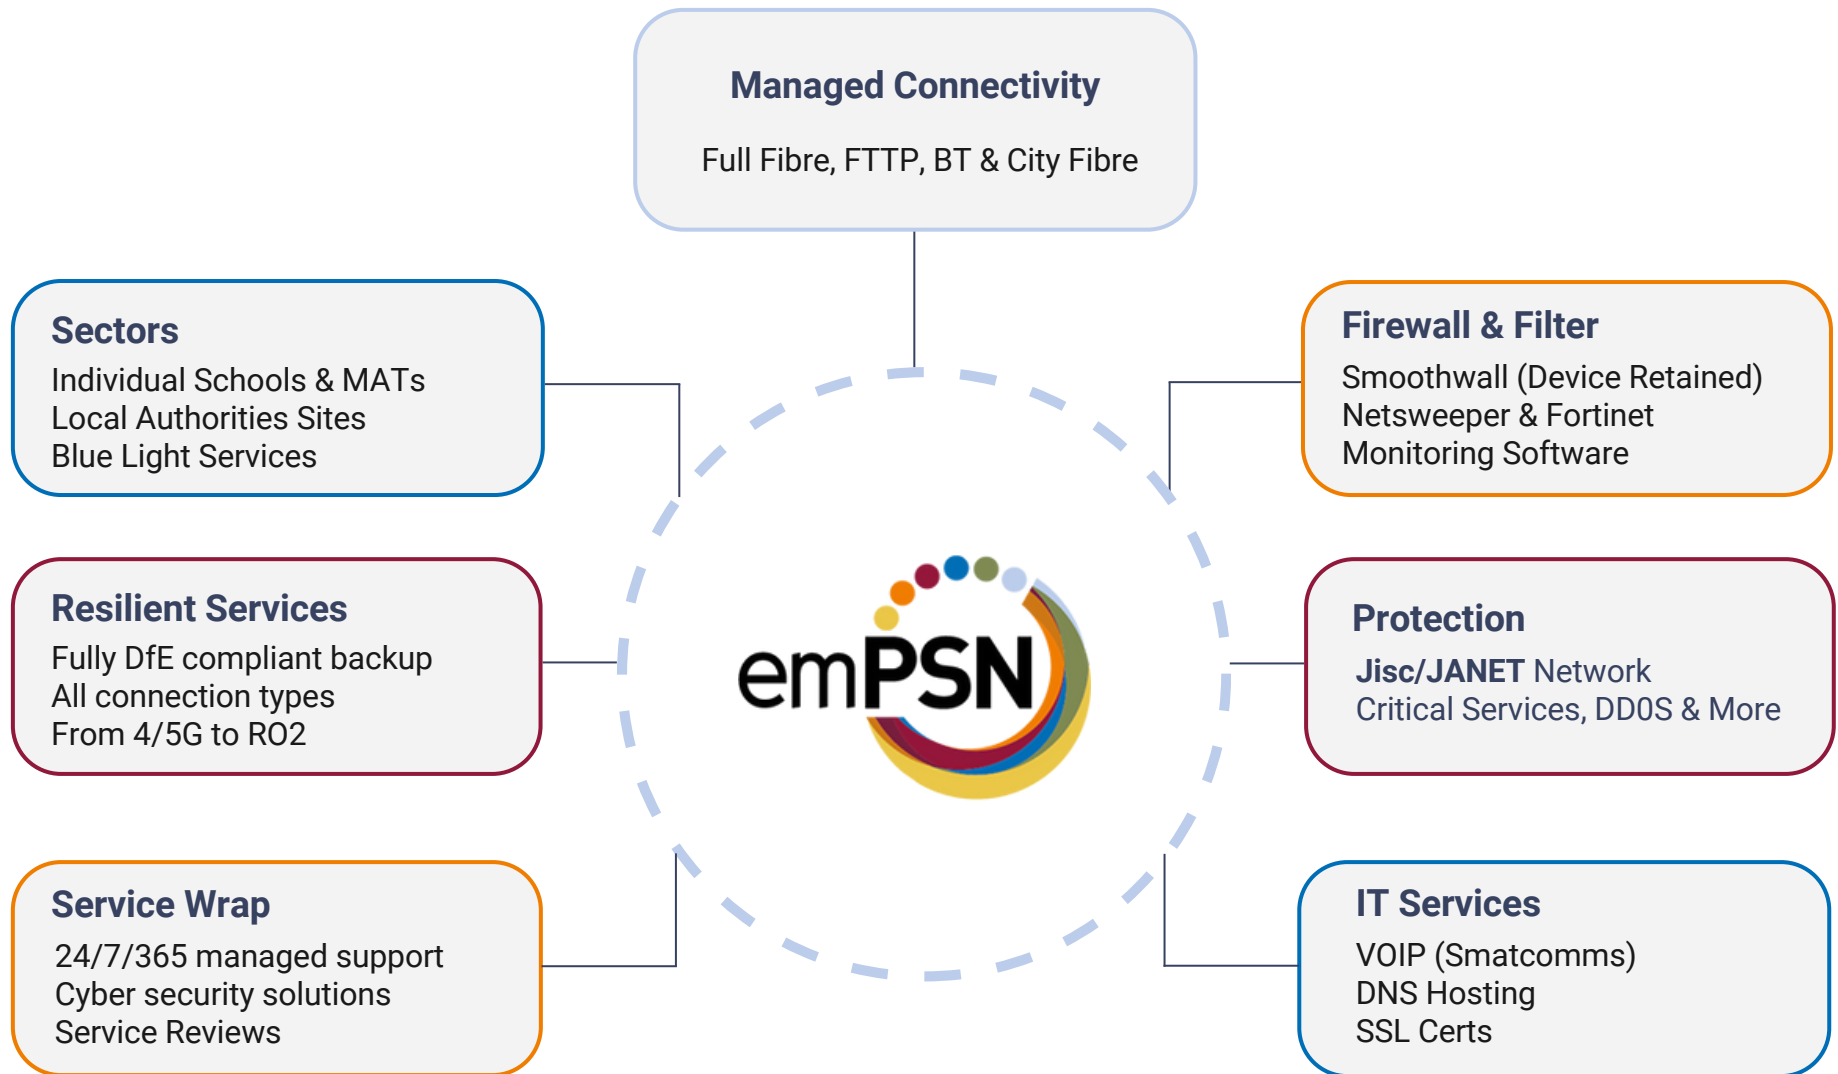 Managed Connectivity
Full Fibre, FTTP, BT & City Fibre
Sectors
Individual Schools & MATs
Local Authorities Sites
Blue Light Services
Firewall & Filter
Smoothwall (Device Retained)
Netsweeper & Fortinet
Monitoring Software
Resilient Services
Fully DfE compliant backup
All connection types
From 4/5G to RO2
emPSN
Protection
Jisc/JANET Network
Critical Services, DD0S & More
Service Wrap
24/7/365 managed support
Cyber security solutions
Service Reviews
IT Services
VOIP (Smatcomms)
DNS Hosting
SSL Certs